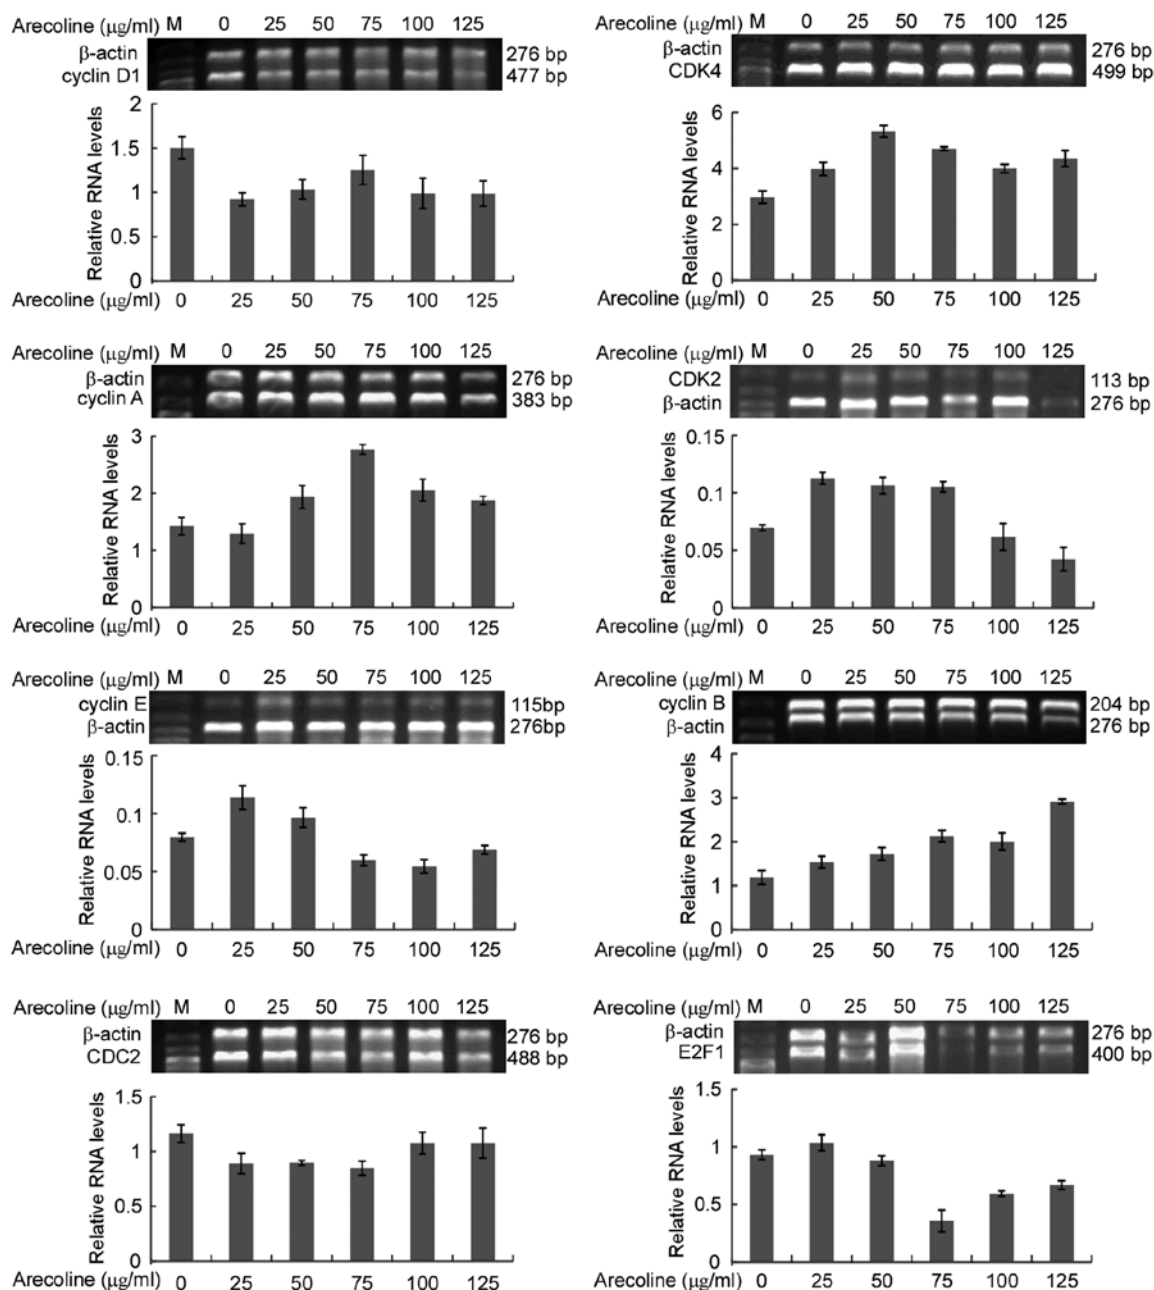 Arecoline (μg/ml) M 0 25 50 75 100 125
β-actin 276 bp
cyclin D1 477 bp
Relative RNA levels
2
1.5
1
0.5
0
Arecoline (μg/ml) 0 25 50 75 100 125
Arecoline (μg/ml) M 0 25 50 75 100 125
β-actin 276 bp
CDK4 499 bp
Relative RNA levels
6
4
2
0
Arecoline (μg/ml) 0 25 50 75 100 125
Arecoline (μg/ml) M 0 25 50 75 100 125
β-actin 276 bp
cyclin A 383 bp
Relative RNA levels
3
2
1
0
Arecoline (μg/ml) 0 25 50 75 100 125
Arecoline (μg/ml) M 0 25 50 75 100 125
CDK2 113 bp
β-actin 276 bp
Relative RNA levels
0.15
0.1
0.05
0
Arecoline (μg/ml) 0 25 50 75 100 125
Arecoline (μg/ml) M 0 25 50 75 100 125
cyclin E 115bp
β-actin 276bp
Relative RNA levels
0.15
0.1
0.05
0
Arecoline (μg/ml) 0 25 50 75 100 125
Arecoline (μg/ml) M 0 25 50 75 100 125
cyclin B 204 bp
β-actin 276 bp
Relative RNA levels
4
3
2
1
0
Arecoline (μg/ml) 0 25 50 75 100 125
Arecoline (μg/ml) M 0 25 50 75 100 125
β-actin 276 bp
CDC2 488 bp
Relative RNA levels
1.5
1
0.5
0
Arecoline (μg/ml) 0 25 50 75 100 125
Arecoline (μg/ml) M 0 25 50 75 100 125
β-actin 276 bp
E2F1 400 bp
Relative RNA levels
1.5
1
0.5
0
Arecoline (μg/ml) 0 25 50 75 100 125